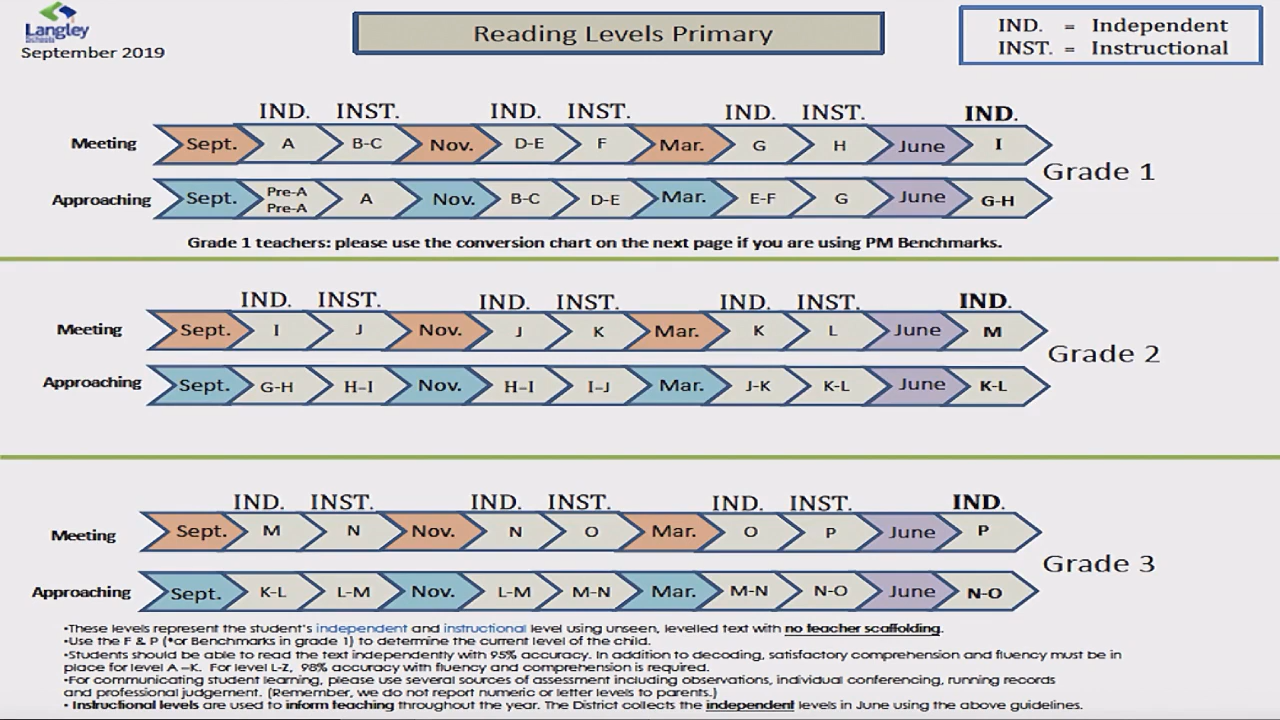 Langley
Schools
September 2019
Reading Levels Primary
IND. = Independent
INST. = Instructional
IND. INST. IND. INST. IND. INST. IND.
Meeting Sept. A B-C Nov. D-E F Mar. G H June I
Grade 1
Approaching Sept. Pre-A Pre-A A Nov. B-C D-E Mar. E-F G June G-H
Grade 1 teachers: please use the conversion chart on the next page if you are using PM Benchmarks.
IND. INST. IND. INST. IND. INST. IND.
Meeting Sept. I J Nov. J K Mar. K L June M
Grade 2
Approaching Sept. G-H H-I Nov. H-I I-J Mar. J-K K-L June K-L
IND. INST. IND. INST. IND. INST. IND.
Meeting Sept. M N Nov. N O Mar. O P June P
Grade 3
Approaching Sept. K-L L-M Nov. L-M M-N Mar. M-N N-O June N-O
•These levels represent the student's independent and instructional level using unseen, levelled text with no teacher scaffolding.
•Use the F & P (*or Benchmarks in grade 1) to determine the current level of the child.
•Students should be able to read the text independently with 95% accuracy. In addition to decoding, satisfactory comprehension and fluency must be in
place for level A –K. For level L-Z, 98% accuracy with fluency and comprehension is required.
•For communicating student learning, please use several sources of assessment including observations, individual conferencing, running records
and professional judgement. (Remember, we do not report numeric or letter levels to parents.)
• Instructional levels are used to inform teaching throughout the year. The District collects the independent levels in June using the above guidelines.